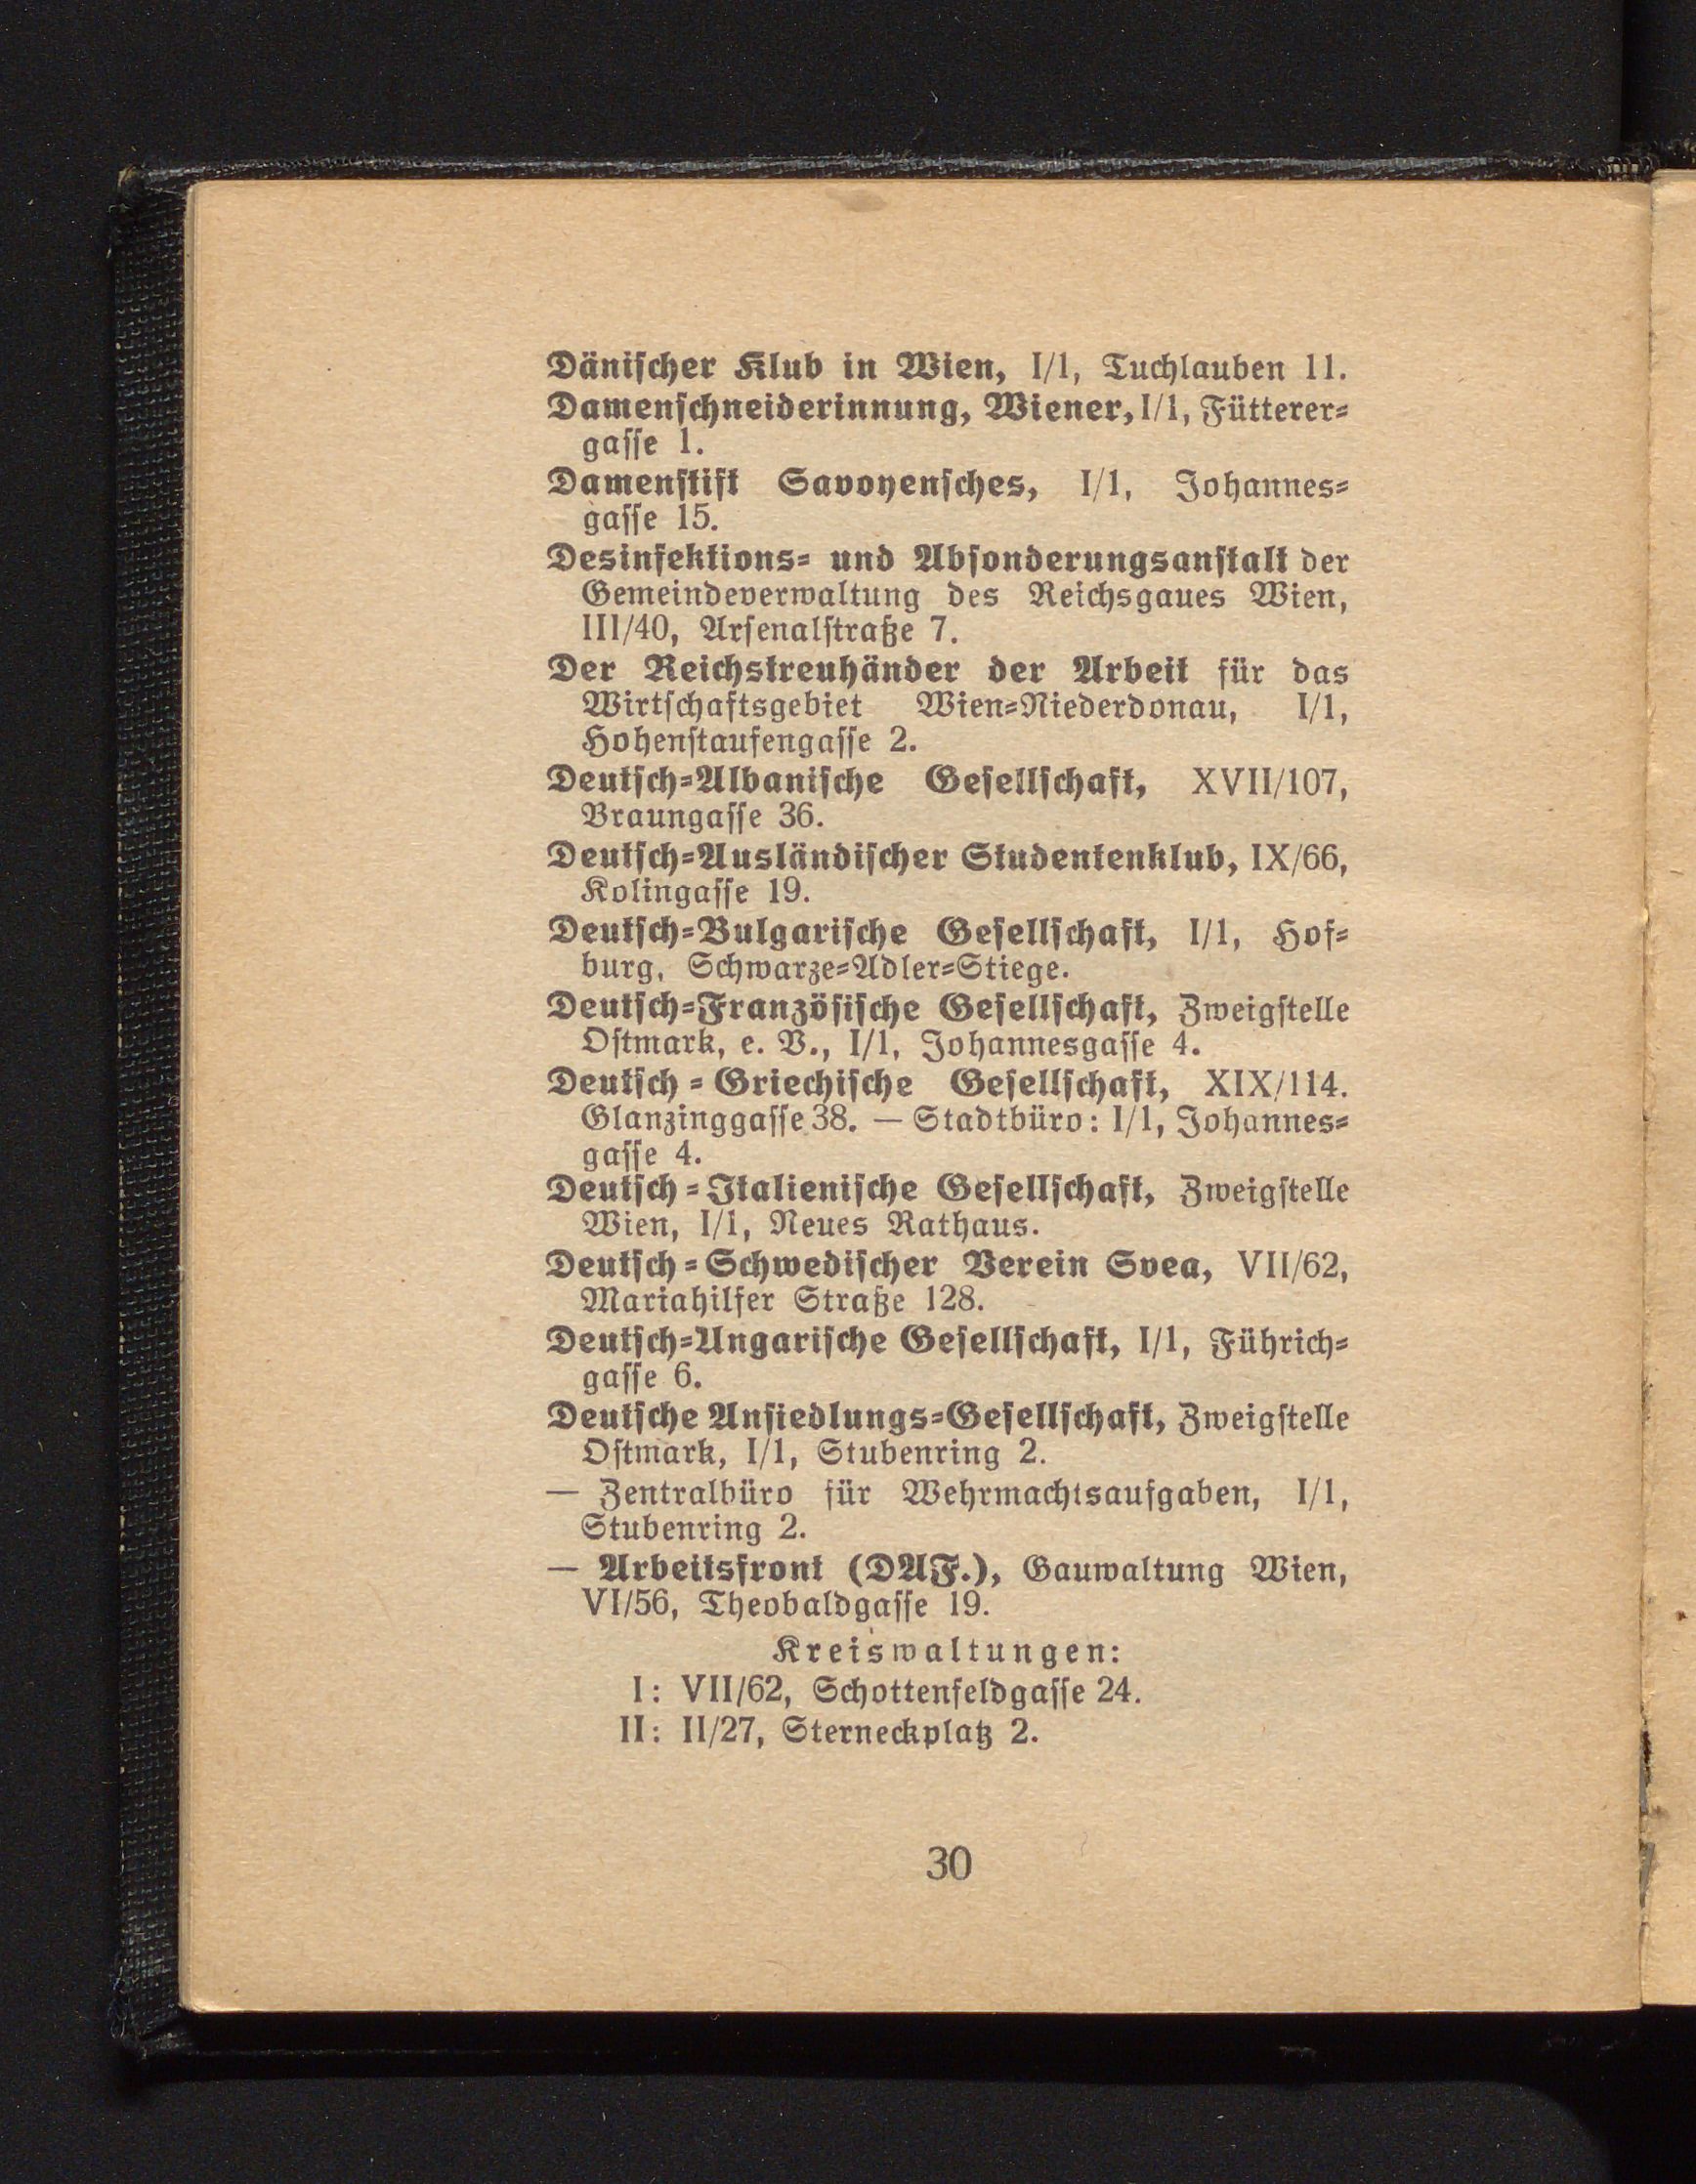 Dänischer Klub in Wien, I/1, Tuchlauben 11.
Damenschneiderinnung, Wiener, I/1, Fütterer-
gasse 1.
Damenstift Savoyensches, I/1, Johannes-
gasse 15.
Desinfektions- und Absonderungsanstalt der
Gemeindeverwaltung des Reichsgaues Wien,
III/40, Arsenalstraße 7.
Der Reichstreuhänder der Arbeit für das
Wirtschaftsgebiet Wien-Niederdonau, I/1,
Hohenstaufengasse 2.
Deutsch-Albanische Gesellschaft, XVII/107,
Braungasse 36.
Deutsch-Ausländischer Studentenklub, IX/66,
Kolingasse 19.
Deutsch-Bulgarische Gesellschaft, I/1, Hof-
burg, Schwarze-Adler-Stiege.
Deutsch-Französische Gesellschaft, Zweigstelle
Ostmark, e. V., I/1, Johannesgasse 4.
Deutsch-Griechische Gesellschaft, XIX/114.
Glanzinggasse 38. — Stadtbüro: I/1, Johannes-
gasse 4.
Deutsch-Italienische Gesellschaft, Zweigstelle
Wien, I/1, Neues Rathaus.
Deutsch-Schwedischer Verein Svea, VII/62,
Mariahilfer Straße 128.
Deutsch-Ungarische Gesellschaft, I/1, Führich-
gasse 6.
Deutsche Ansiedlungs-Gesellschaft, Zweigstelle
Ostmark, I/1, Stubenring 2.
— Zentralbüro für Wehrmachtsaufgaben, I/1,
Stubenring 2.
— Arbeitsfront (DAF.), Gauwaltung Wien,
VI/56, Theobaldgasse 19.
Kreiswaltungen:
I: VII/62, Schottenfeldgasse 24.
II: II/27, Sterneckplatz 2.
30